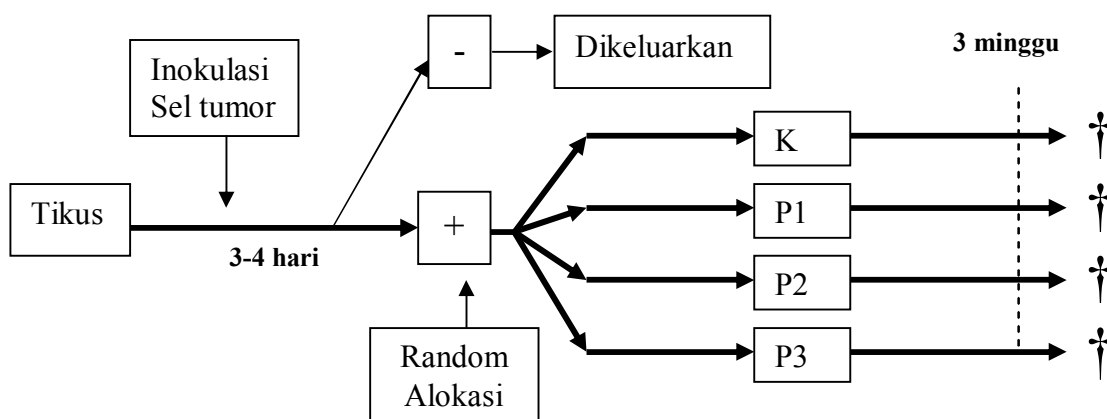 -
Dikeluarkan
3 minggu
Inokulasi
Sel tumor
K
†
Tikus
3-4 hari
+
P1
†
P2
†
Random
Alokasi
P3
†